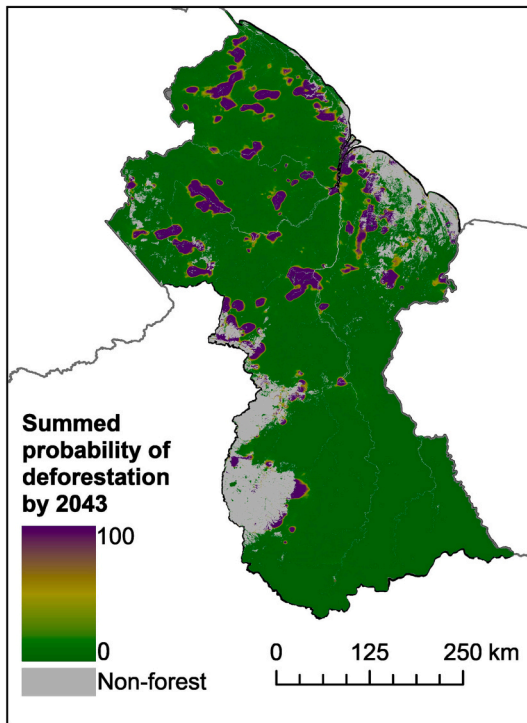 Summed
probability of
deforestation
by 2043
100
0
Non-forest
0 125 250 km